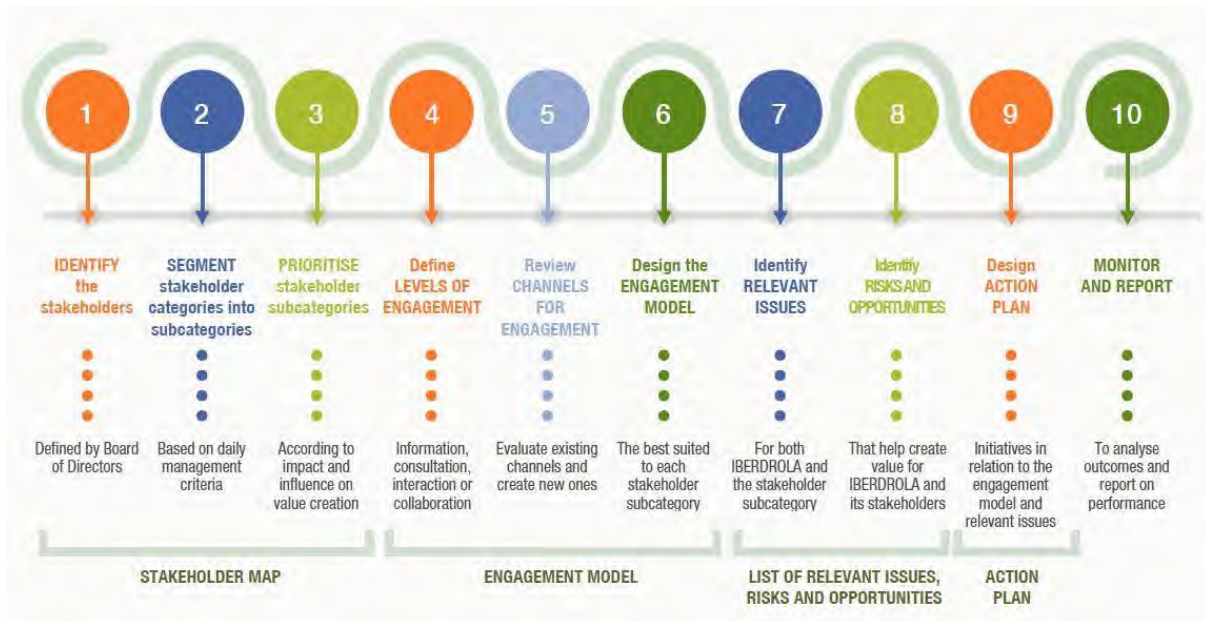 1
2
3
4
5
6
7
8
9
10
IDENTIFY
the
stakeholders
SEGMENT
stakeholder
categories into
subcategories
PRIORITISE
stakeholder
subcategories
Define
LEVELS OF
ENGAGEMENT
Review
CHANNELS
FOR
ENGAGEMENT
Design the
ENGAGEMENT
MODEL
Identify
RELEVANT
ISSUES
Identify
RISKS AND
OPPORTUNITIES
Design
ACTION
PLAN
MONITOR
AND REPORT
Defined by Board
of Directors
Based on daily
management
criteria
According to
impact and
influence on
value creation
Information,
consultation,
interaction or
collaboration
Evaluate existing
channels and
create new ones
The best suited
to each
stakeholder
subcategory
For both
IBERDROLA and
the stakeholder
subcategory
That help create
value for
IBERDROLA and
its stakeholders
Initiatives in
relation to the
engagement
model and
relevant issues
To analyse
outcomes and
report on
performance
STAKEHOLDER MAP
ENGAGEMENT MODEL
LIST OF RELEVANT ISSUES,
RISKS AND OPPORTUNITIES
ACTION
PLAN